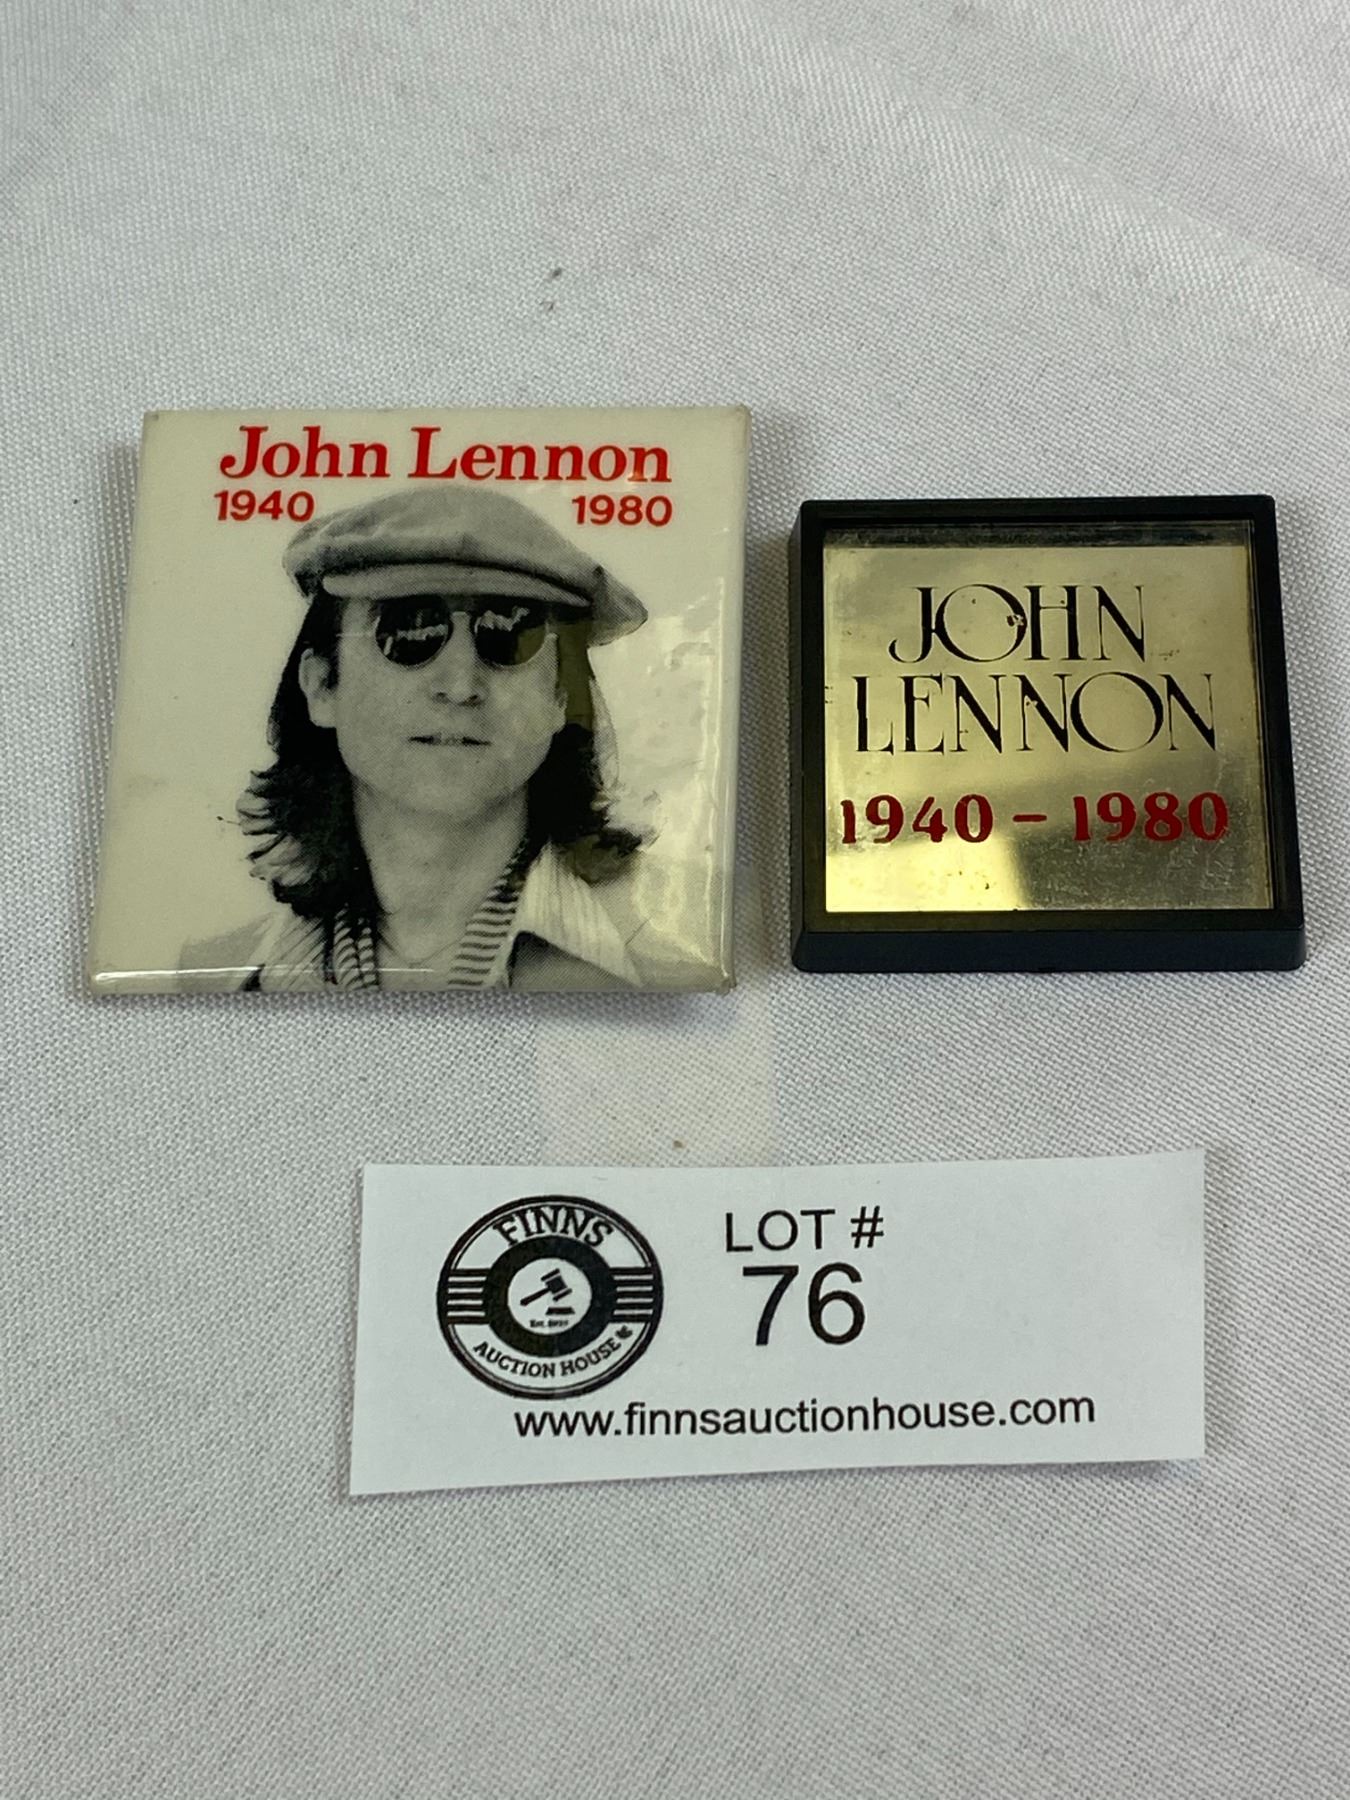 John Lennon
1940 1980
JOHN
LENNON
1940 - 1980
FINNS
AUCTION HOUSE
LOT #
76
www.finnsauctionhouse.com